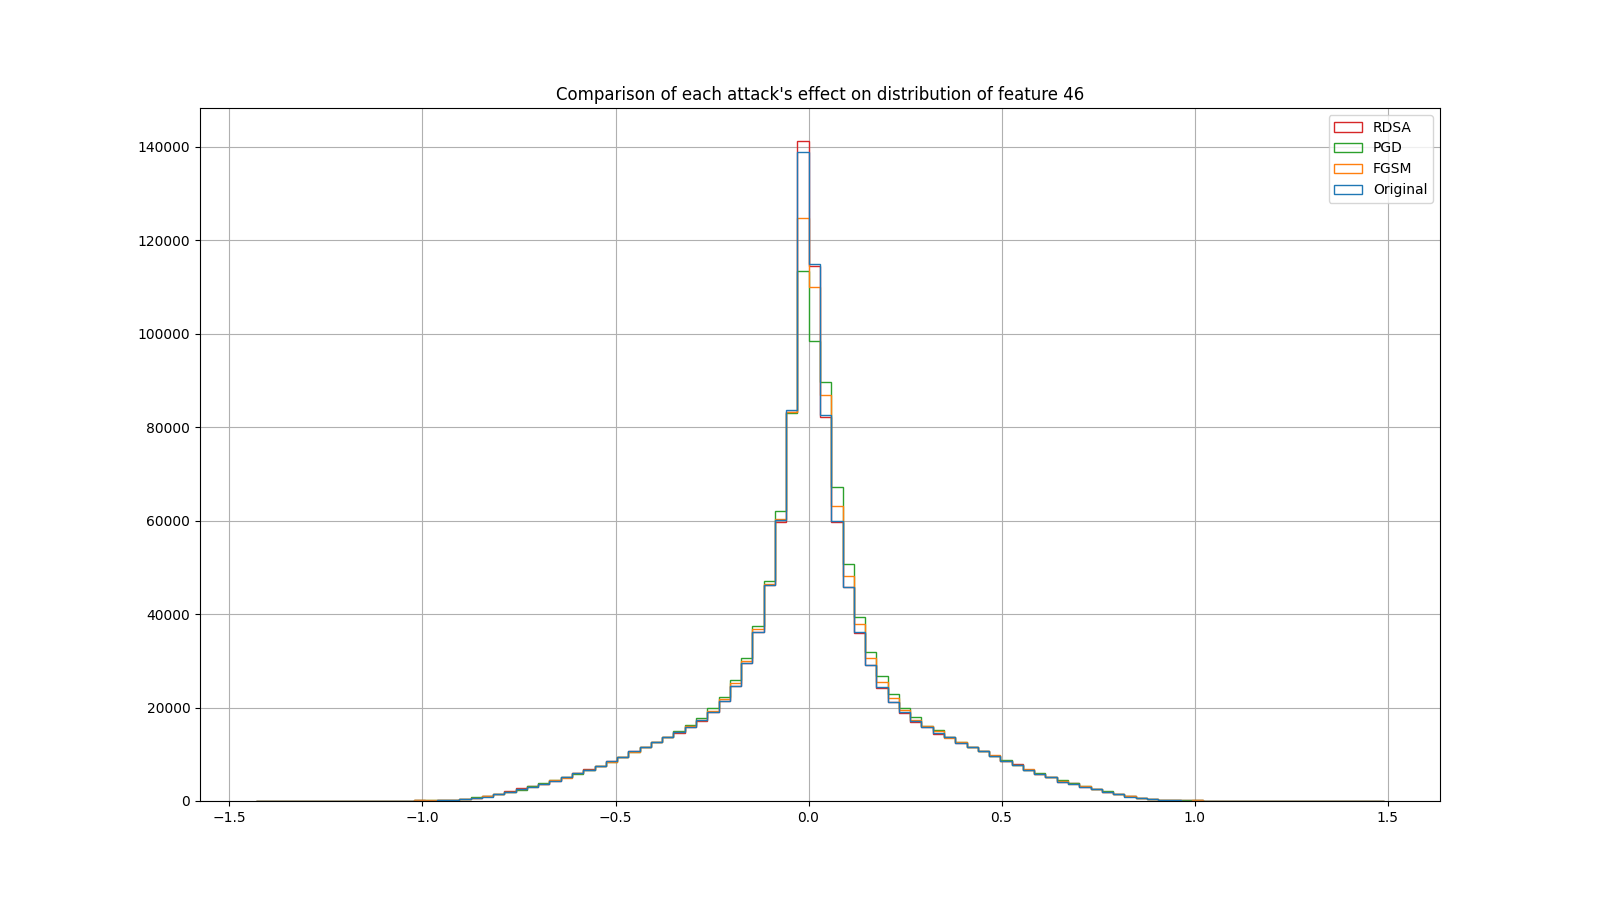 Comparison of each attack's effect on distribution of feature 46
RDSA
PGD
FGSM
Original
140000
120000
100000
80000
60000
40000
20000
0
−1.5 −1.0 −0.5 0.0 0.5 1.0 1.5